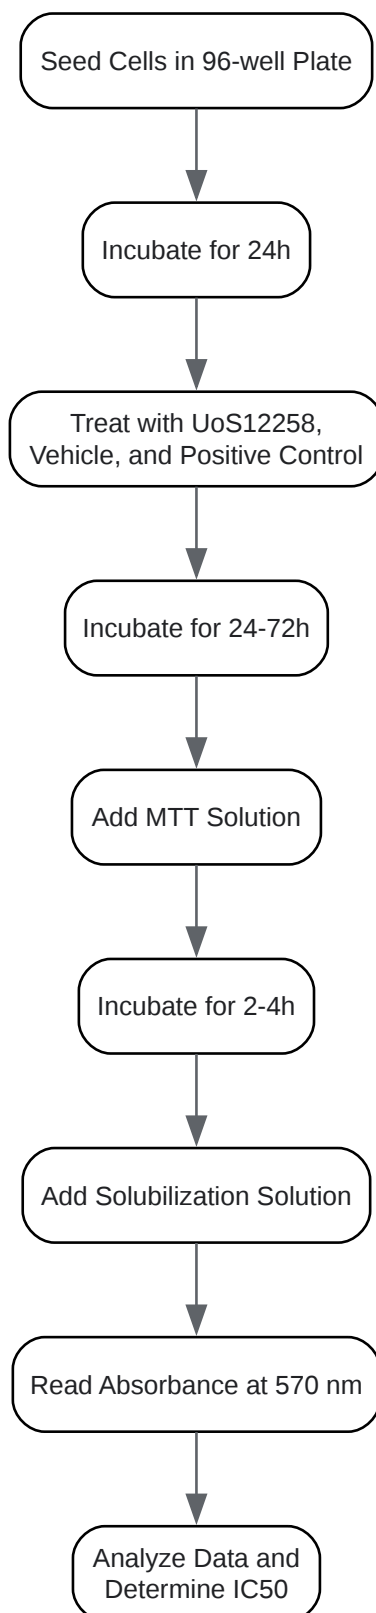 Seed Cells in 96-well Plate
Incubate for 24h
Treat with UoS12258,
Vehicle, and Positive Control
Incubate for 24-72h
Add MTT Solution
Incubate for 2-4h
Add Solubilization Solution
Read Absorbance at 570 nm
Analyze Data and
Determine IC50